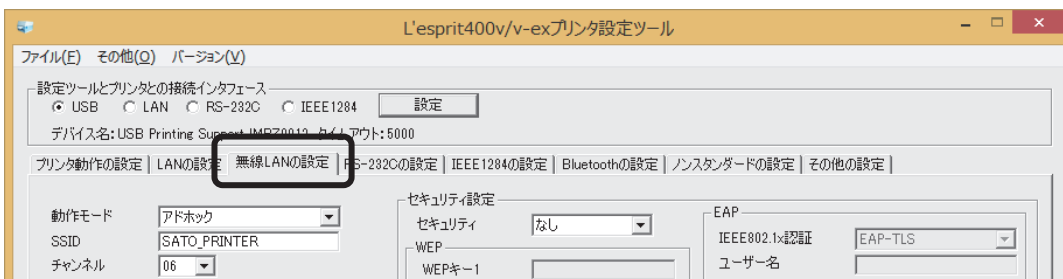 L'esprit400v/v-exプリンタ設定ツール
ファイル(F) その他(O) バージョン(V)
設定ツールとプリンタとの接続インタフェース
USB LAN RS-232C IEEE1284 設定
デバイス名:USB Printing Support タイムアウト:5000
プリンタ動作の設定 LANの設定 無線LANの設定 RS-232Cの設定 IEEE1284の設定 Bluetoothの設定 ノンスタンダードの設定 その他の設定
動作モード アドホック
SSID SATO_PRINTER
チャンネル 06
セキュリティ設定
セキュリティ なし
WEP
WEPキー1
EAP
IEEE802.1x認証 EAP-TLS
ユーザー名